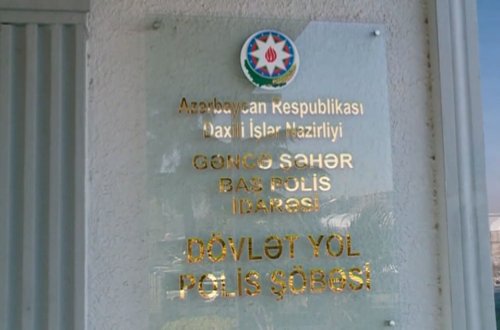 Azərbaycan Respublikası
Daxili İşlər Nazirliyi
GƏNCƏ ŞƏHƏR
BAŞ POLİS
İDARƏSİ
DÖVLƏT YOL
POLİS ŞÖBƏSİ